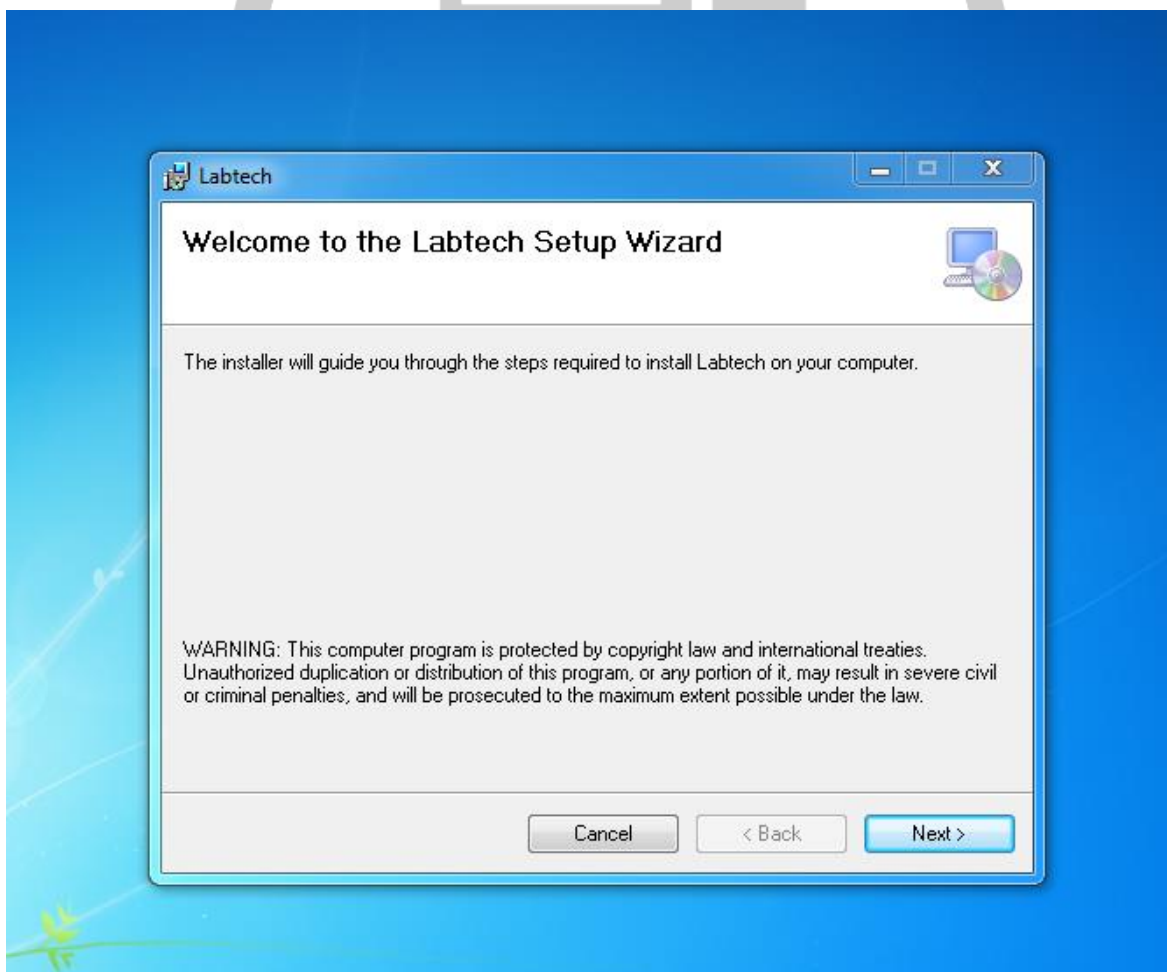 Labtech
Welcome to the Labtech Setup Wizard
The installer will guide you through the steps required to install Labtech on your computer.
WARNING: This computer program is protected by copyright law and international treaties.
Unauthorized duplication or distribution of this program, or any portion of it, may result in severe civil
or criminal penalties, and will be prosecuted to the maximum extent possible under the law.
Cancel
< Back
Next >